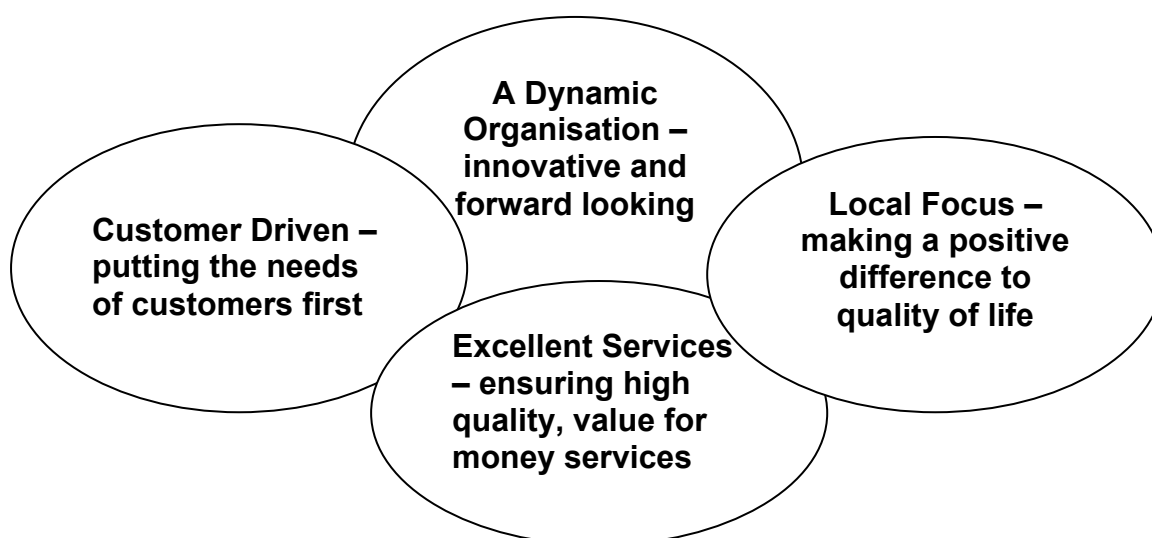 A Dynamic
Organisation –
innovative and
forward looking
Customer Driven –
putting the needs
of customers first
Local Focus –
making a positive
difference to
quality of life
Excellent Services
– ensuring high
quality, value for
money services